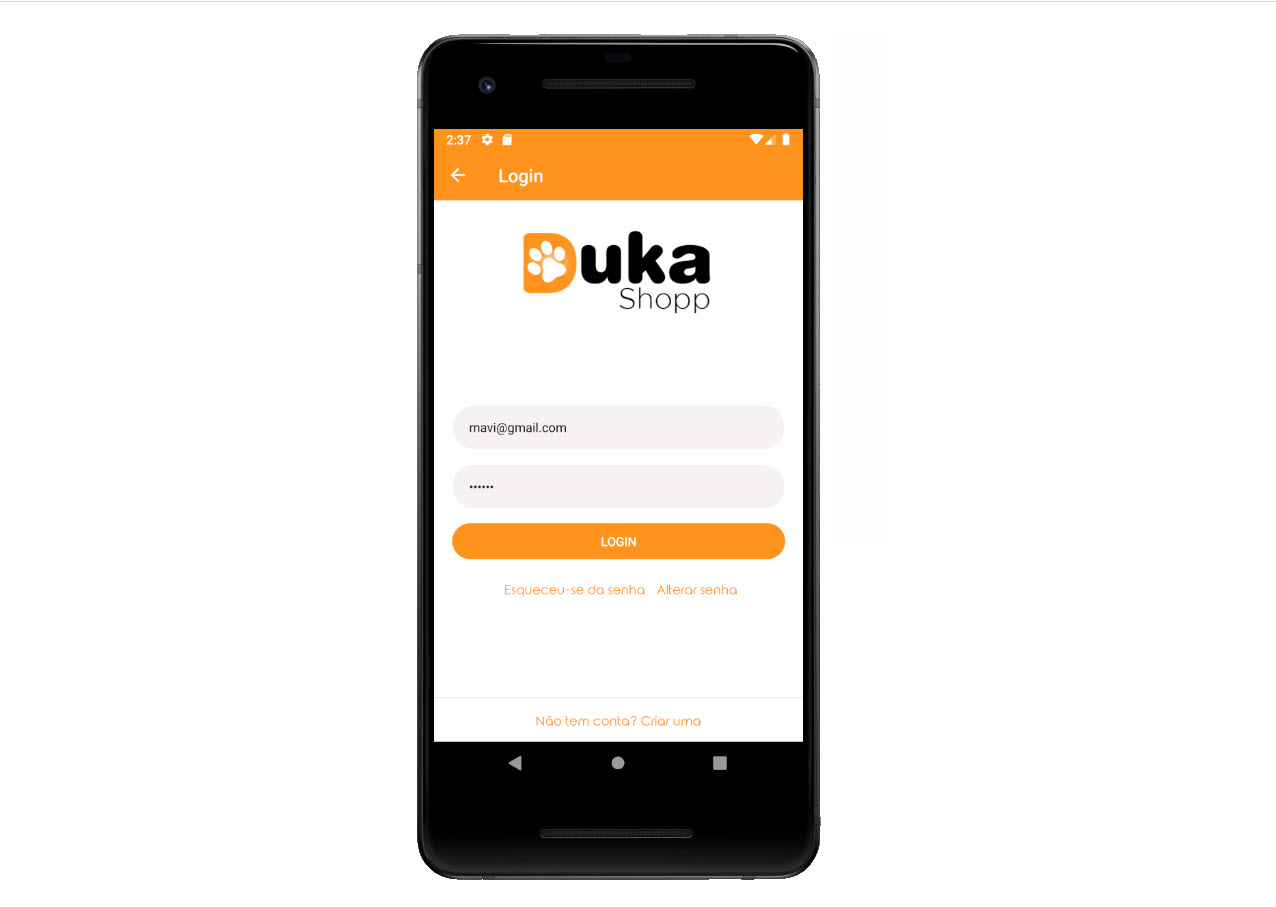 2:37
Login
Duka
Shopp
mavi@gmail.com
••••••
LOGIN
Esqueceu-se da senha Alterar senha
Não tem conta? Criar uma